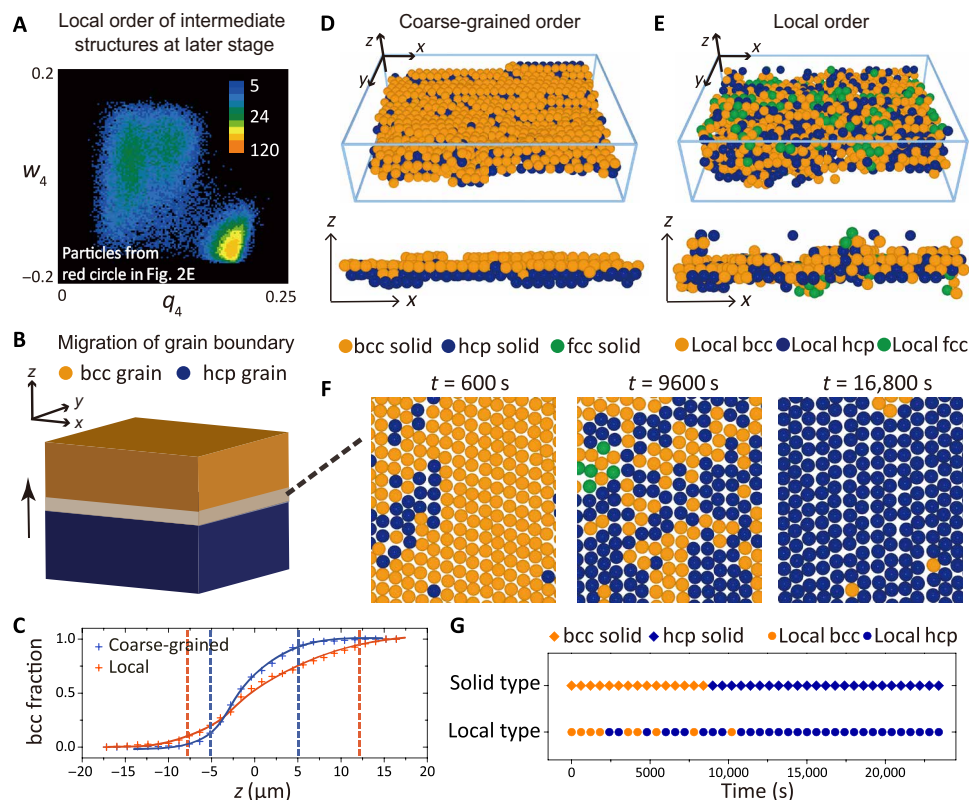 A
Local order of intermediate
structures at later stage
0.2
w4
−0.2
5
24
120
Particles from
red circle in Fig. 2E
0
q4
0.25
B
Migration of grain boundary
bcc grain
hcp grain
z
y
x
C
bcc fraction
1.0
0.5
0.0
Coarse-grained
Local
−20
−15
−10
−5
0
5
10
15
20
z (μm)
D
Coarse-grained order
z
x
y
z
x
bcc solid
hcp solid
fcc solid
E
Local order
z
x
y
z
x
Local bcc
Local hcp
Local fcc
F
t = 600 s
t = 9600 s
t = 16,800 s
G
bcc solid
hcp solid
Local bcc
Local hcp
Solid type
Local type
0
5000
10,000
15,000
20,000
Time (s)